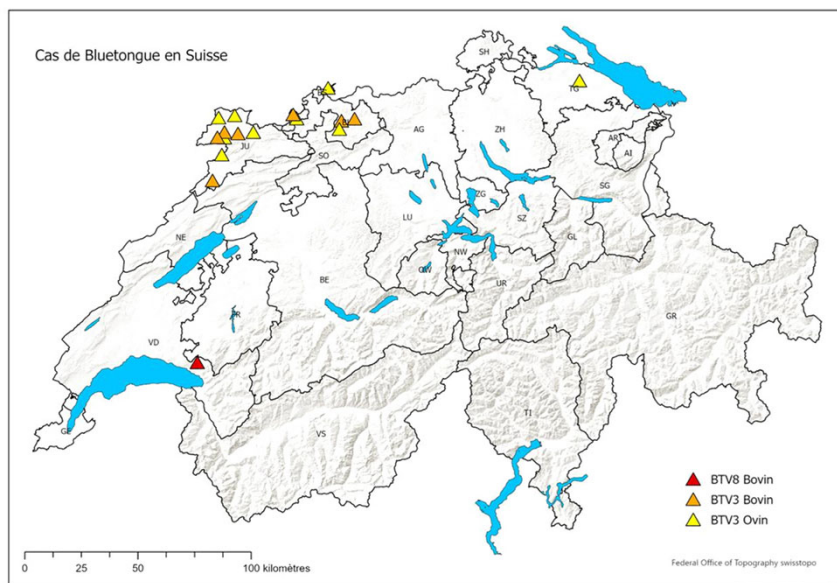 Cas de Bluetongue en Suisse
SH
TG
JU
AG
ZH
SO
AR
AI
SG
ZG
LU
SZ
NE
GL
NW
OW
BE
UR
FR
GR
VD
TI
VS
GE
BTV8 Bovin
BTV3 Bovin
BTV3 Ovin
0 25 50 100 kilomètres
Federal Office of Topography swisstopo